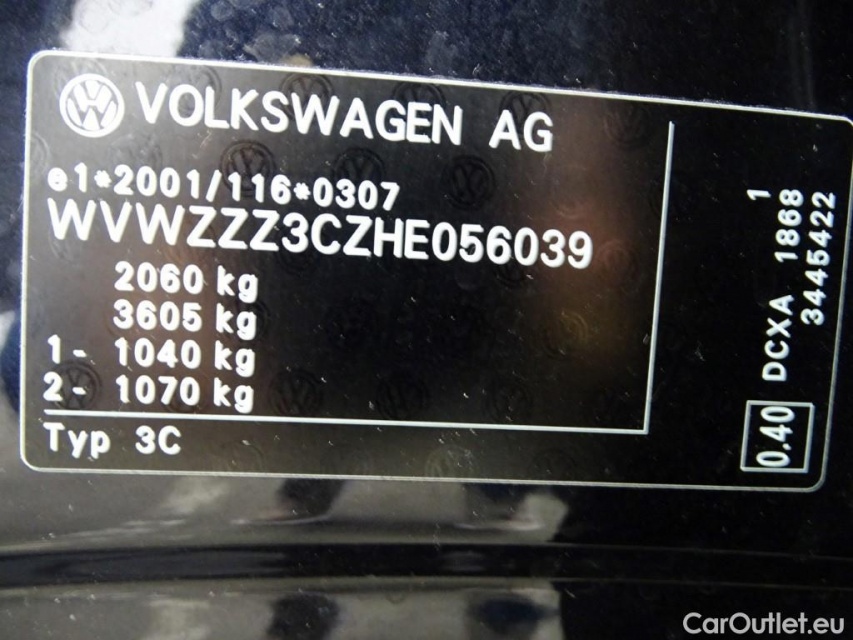 VOLKSWAGEN AG
e1*2001/116*0307
WVWZZZ3CZHE056039
2060 kg
3605 kg
1- 1040 kg
2- 1070 kg
Typ 3C
1
DCXA 1868
3445422
0.40
CarOutlet.eu